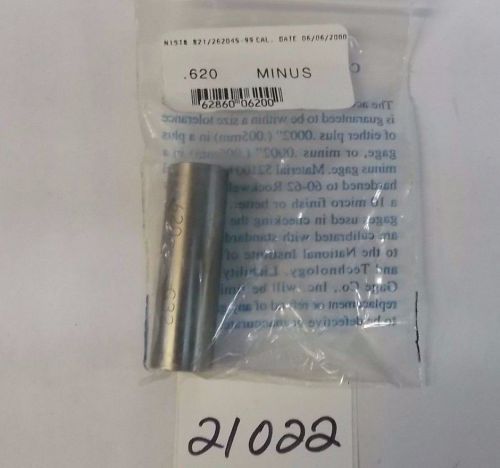 NIST# 821/262045-99 CAL. DATE 06/06/2000
.620 MINUS
62860 06200
The
is guaranteed to be within a size tolerance
of either plus .0002" (.005mm) in a plus
gage, or minus .0002" (.005mm) in a
minus gage. Material 52100
hardened to 60-62 Rockwell
a 10 micro finish or better.
gages used in checking the
are calibrated with standard
to the National Institute of
and Technology. Liability
Gage Co., Inc. will be
replacement or refund of any
to be defective or inaccurate
.620-
21022